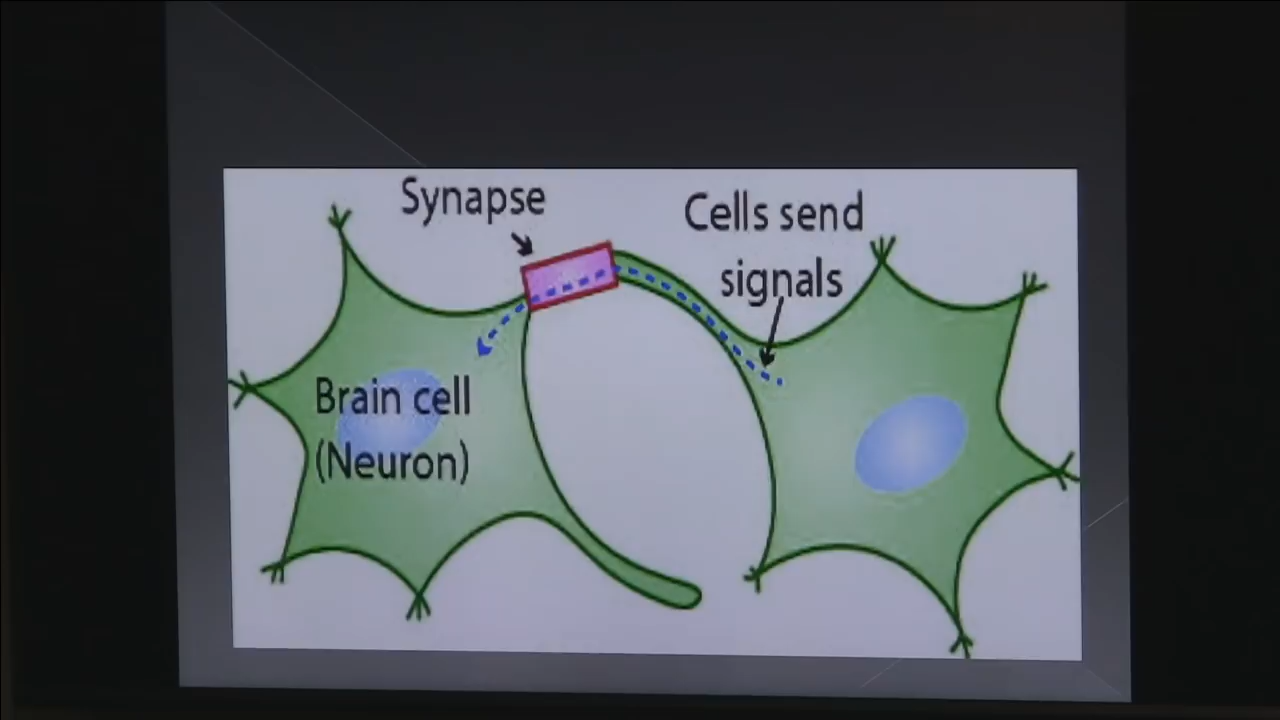 Synapse
Cells send
signals
Brain cell
(Neuron)